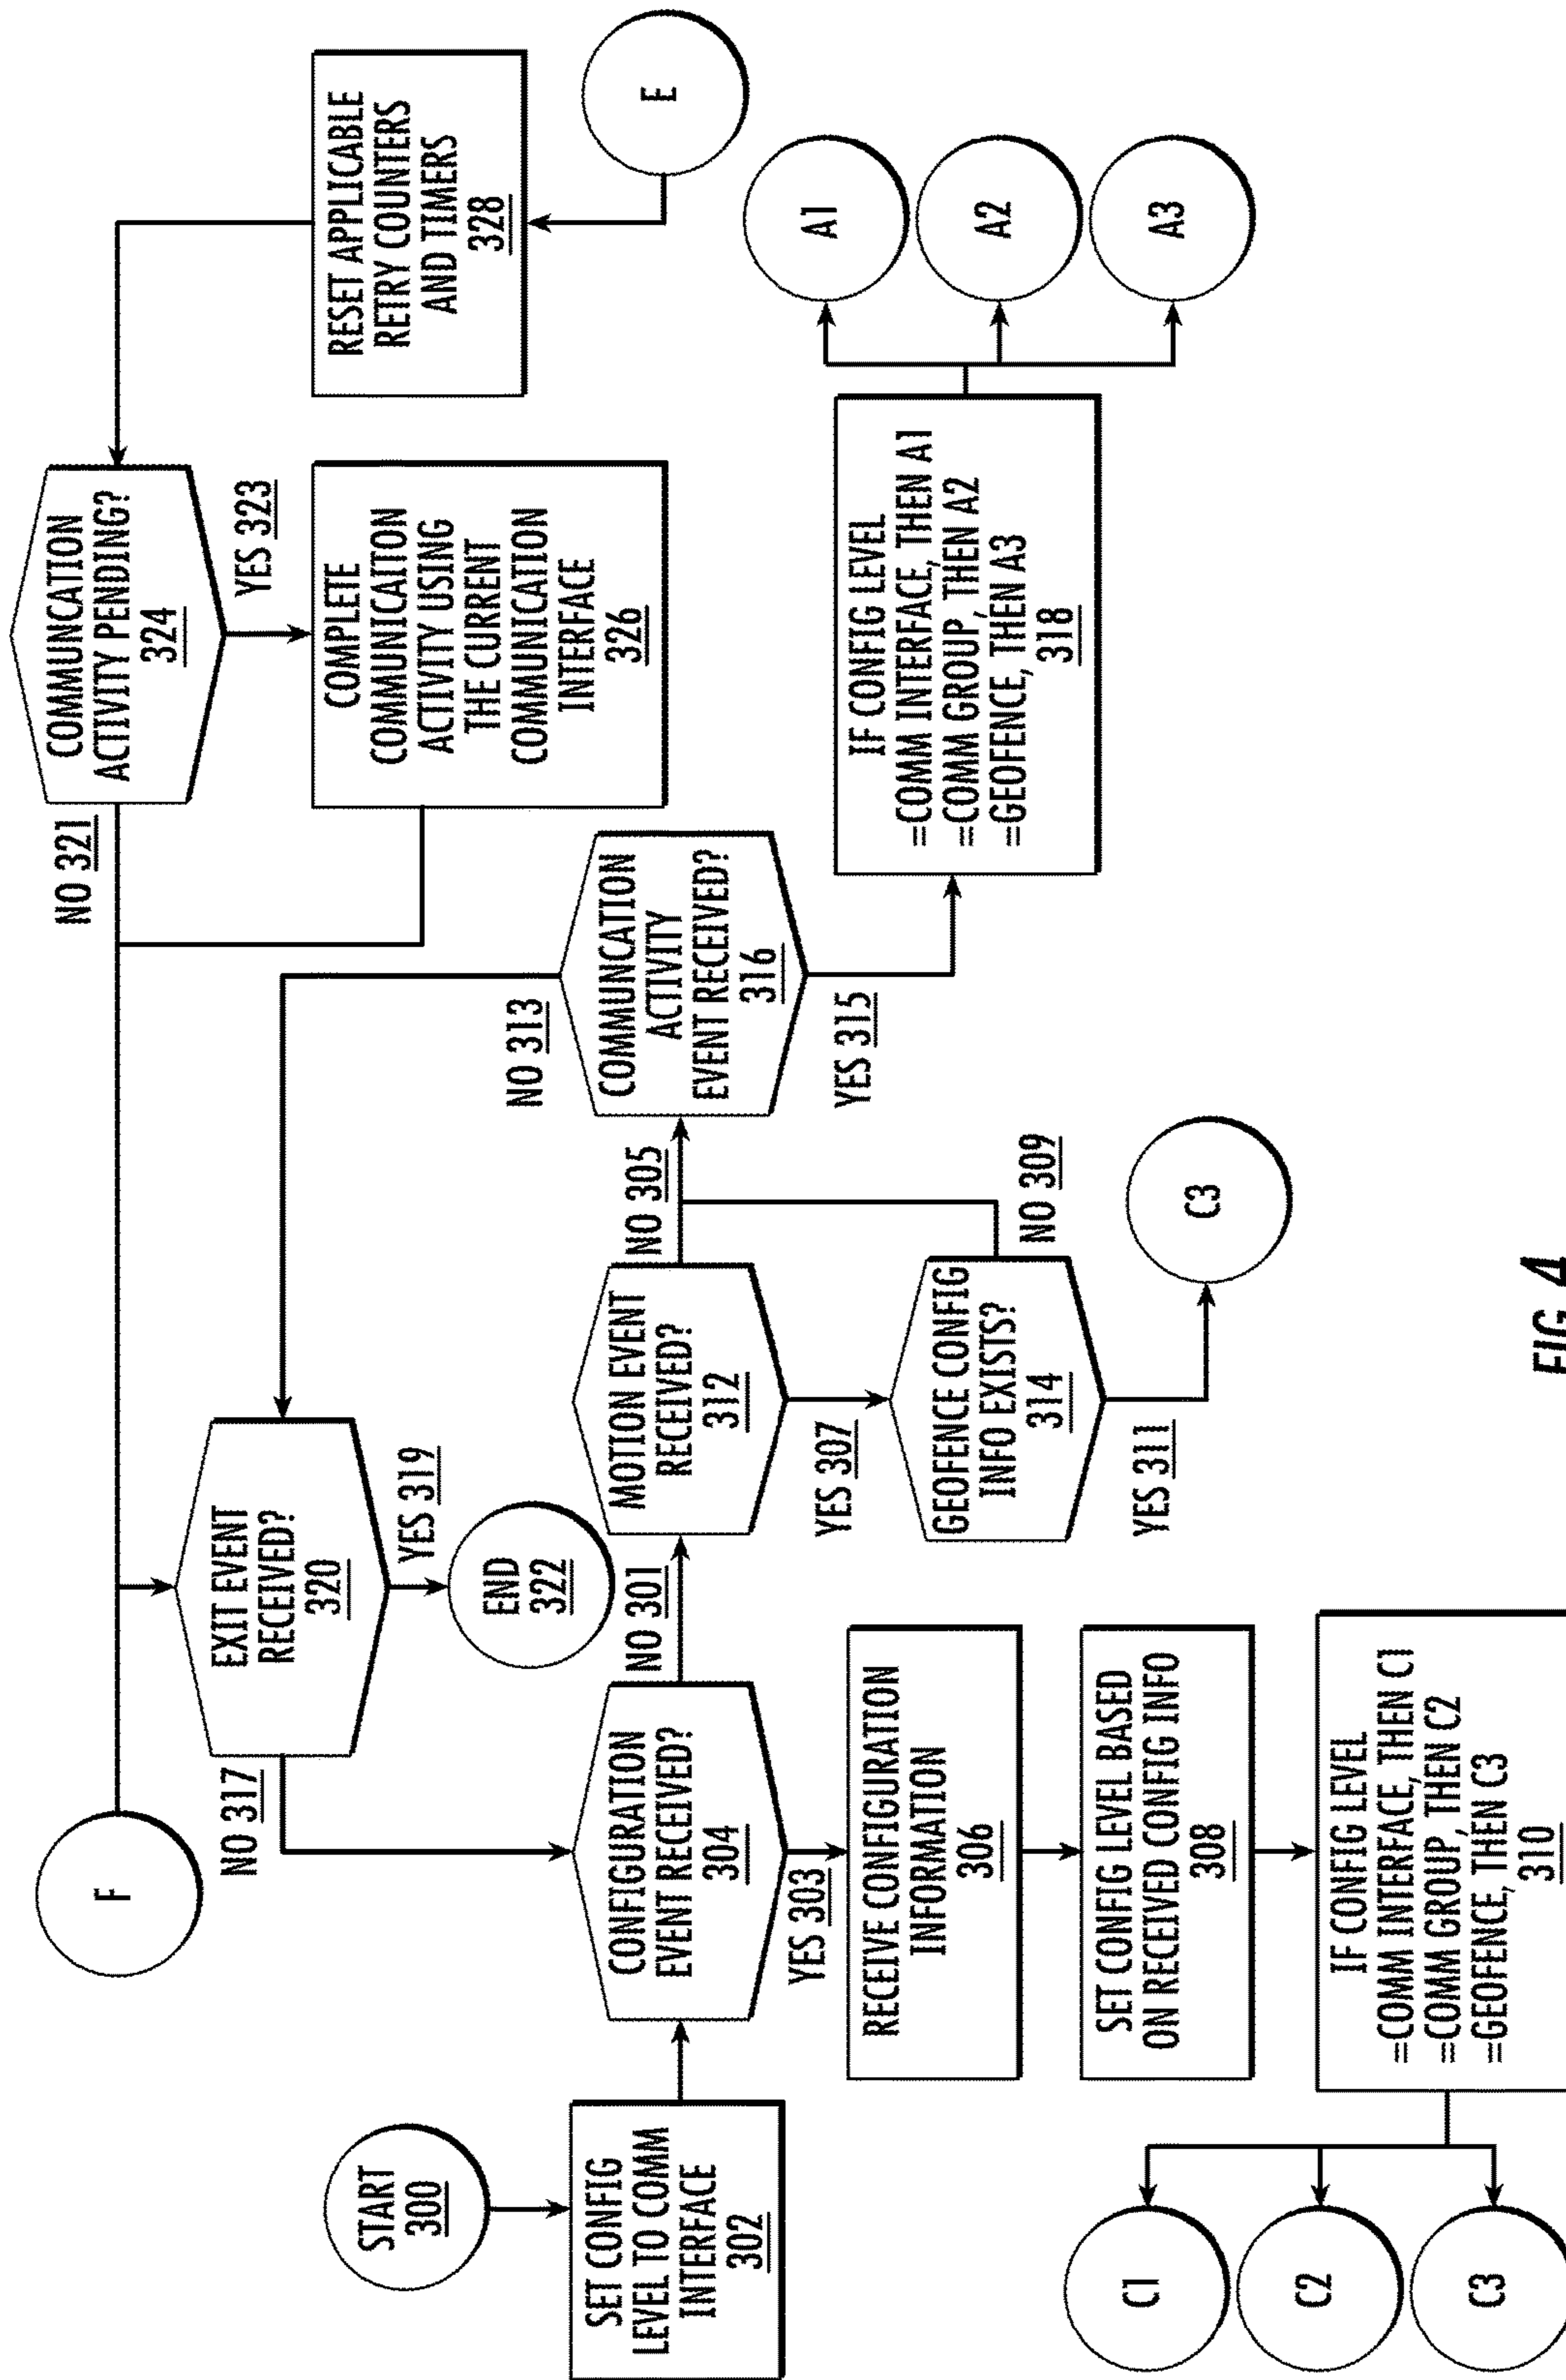 START
300
SET CONFIG
LEVEL TO COMM
INTERFACE
302
F
NO 317
EXIT EVENT
RECEIVED?
320
YES 319
END
322
CONFIGURATION
EVENT RECEIVED?
304
NO 301
YES 303
RECEIVE CONFIGURATION
INFORMATION
306
SET CONFIG LEVEL BASED
ON RECEIVED CONFIG INFO
308
IF CONFIG LEVEL
=COMM INTERFACE, THEN C1
=COMM GROUP, THEN C2
=GEOFENCE, THEN C3
310
C1
C2
C3
MOTION EVENT
RECEIVED?
312
NO 305
YES 307
GEOFENCE CONFIG
INFO EXISTS?
314
NO 309
YES 311
C3
COMMUNCATION
ACTIVITY
EVENT RECEIVED?
316
NO 313
YES 315
IF CONFIG LEVEL
=COMM INTERFACE, THEN A1
=COMM GROUP, THEN A2
=GEOFENCE, THEN A3
318
A1
A2
A3
NO 321
COMMUNCATION
ACTIVITY PENDING?
324
YES 323
COMPLETE
COMMUNICAITON
ACTIVITY USING
THE CURRENT
COMMUNICATION
INTERFACE
326
RESET APPLICABLE
RETRY COUNTERS
AND TIMERS
328
E
FIG. 4